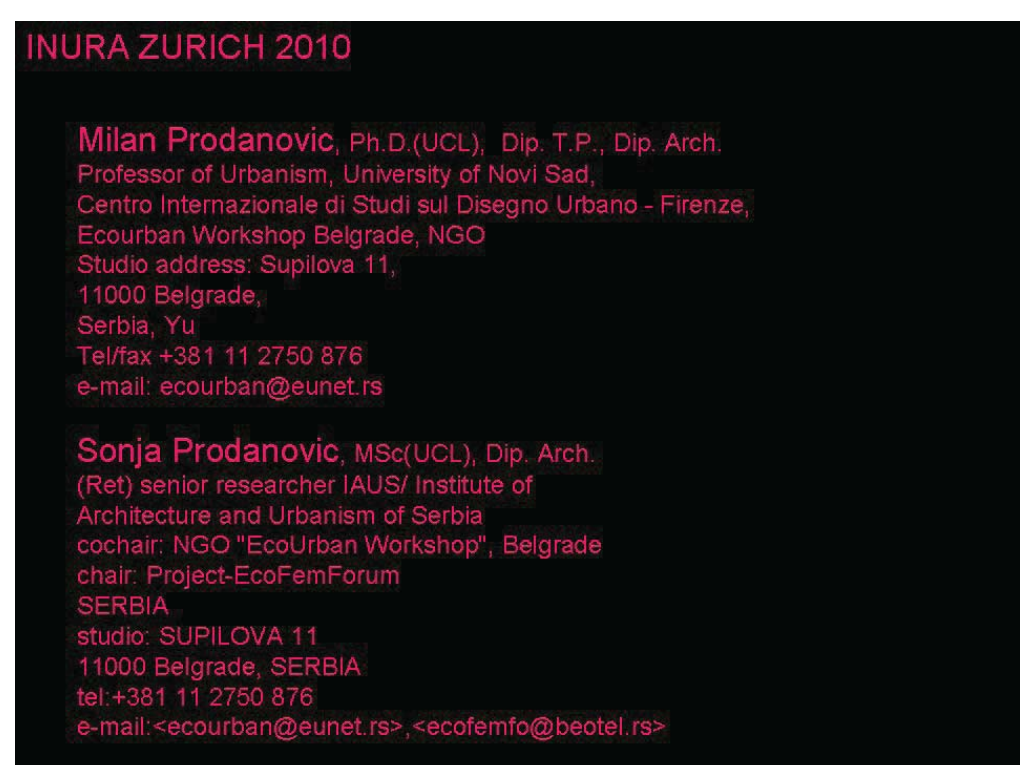 INURA ZURICH 2010
Milan Prodanovic, Ph.D.(UCL), Dip. T.P., Dip. Arch.
Professor of Urbanism, University of Novi Sad,
Centro Internazionale di Studi sul Disegno Urbano - Firenze,
Ecourban Workshop Belgrade, NGO
Studio address: Supilova 11,
11000 Belgrade,
Serbia, Yu
Tel/fax +381 11 2750 876
e-mail: ecourban@eunet.rs
Sonja Prodanovic, MSc(UCL), Dip. Arch.
(Ret) senior researcher IAUS/ Institute of
Architecture and Urbanism of Serbia
cochair: NGO "EcoUrban Workshop", Belgrade
chair: Project-EcoFemForum
SERBIA
studio: SUPILOVA 11
11000 Belgrade, SERBIA
tel:+381 11 2750 876
e-mail:<ecourban@eunet.rs>,<ecofemfo@beotel.rs>